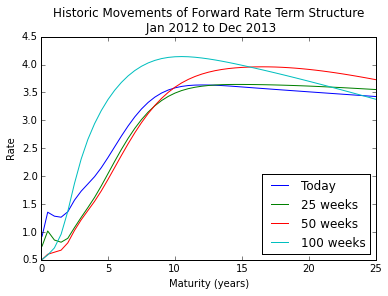 Historic Movements of Forward Rate Term Structure
Jan 2012 to Dec 2013
4.5
4.0
3.5
3.0
2.5
2.0
1.5
1.0
0.5
Rate
0
5
10
15
20
25
Maturity (years)
Today
25 weeks
50 weeks
100 weeks